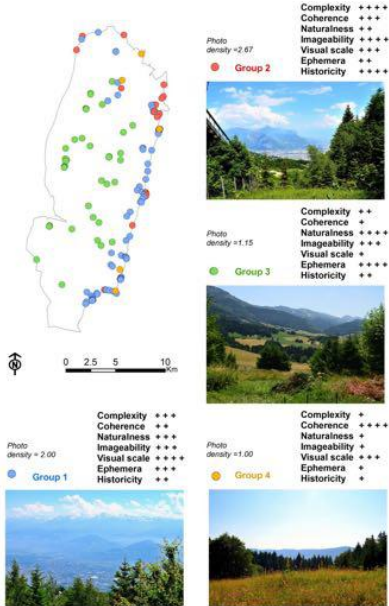 Complexity ++++
Coherence +++
Naturalness ++
Imageability ++++
Visual scale +++
Ephemera ++
Historicity ++++
Photo
density =2.67
Group 2
Complexity ++
Coherence +
Naturalness ++++
Imageability +++
Visual scale +
Ephemera ++++
Historicity ++
Photo
density =1.15
Group 3
N
0 2.5 5 10
Km
Complexity +++
Coherence ++
Naturalness +++
Imageability +++
Visual scale ++++
Ephemera +++
Historicity ++
Photo
density = 2.00
Group 1
Complexity +
Coherence ++++
Naturalness +
Imageability +
Visual scale +++
Ephemera +
Historicity +
Photo
density =1.00
Group 4